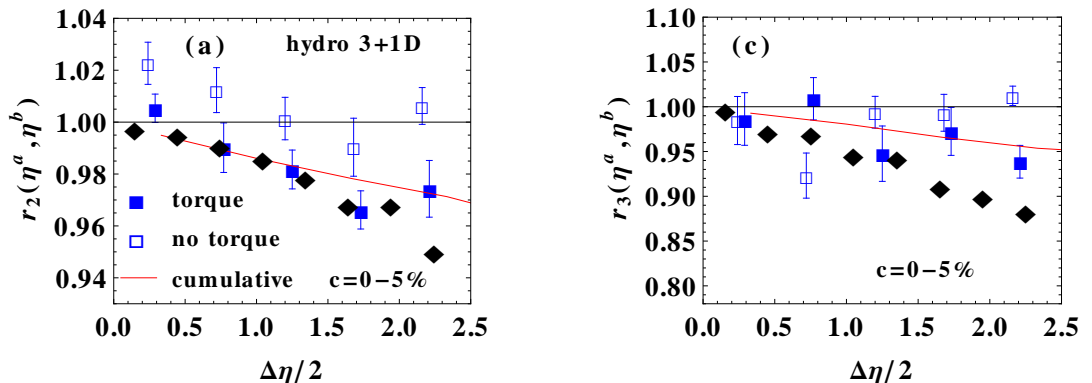 (a) hydro 3+1D
r2(ηa,ηb)
1.04
1.02
1.00
0.98
0.96
0.94
torque
no torque
cumulative c=0−5%
0.0 0.5 1.0 1.5 2.0 2.5
Δη/2
(c)
r3(ηa,ηb)
1.10
1.05
1.00
0.95
0.90
0.85
0.80
c=0−5%
0.0 0.5 1.0 1.5 2.0 2.5
Δη/2